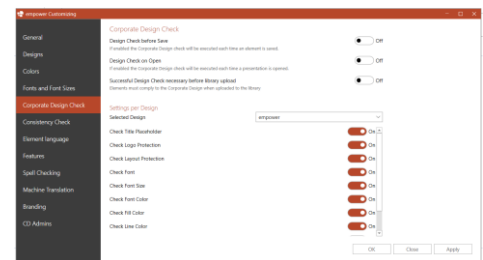 empower Customizing
General
Designs
Colors
Fonts and Font Sizes
Corporate Design Check
Consistency Check
Element language
Features
Spell Checking
Machine Translation
Branding
CD Admins
Corporate Design Check
Design Check before Save
If enabled the Corporate Design check will be executed each time an element is saved.
Off
Design Check on Open
If enabled the Corporate Design check will be executed each time a presentation is opened.
Off
Successful Design Check necessary before library upload
Elements must comply to the Corporate Design when uploaded to the library.
Off
Settings per Design
Selected Design
empower
Check Title Placeholder
On
Check Logo Protection
On
Check Layout Protection
On
Check Font
On
Check Font Size
On
Check Font Color
On
Check Fill Color
On
Check Line Color
On
OK
Close
Apply